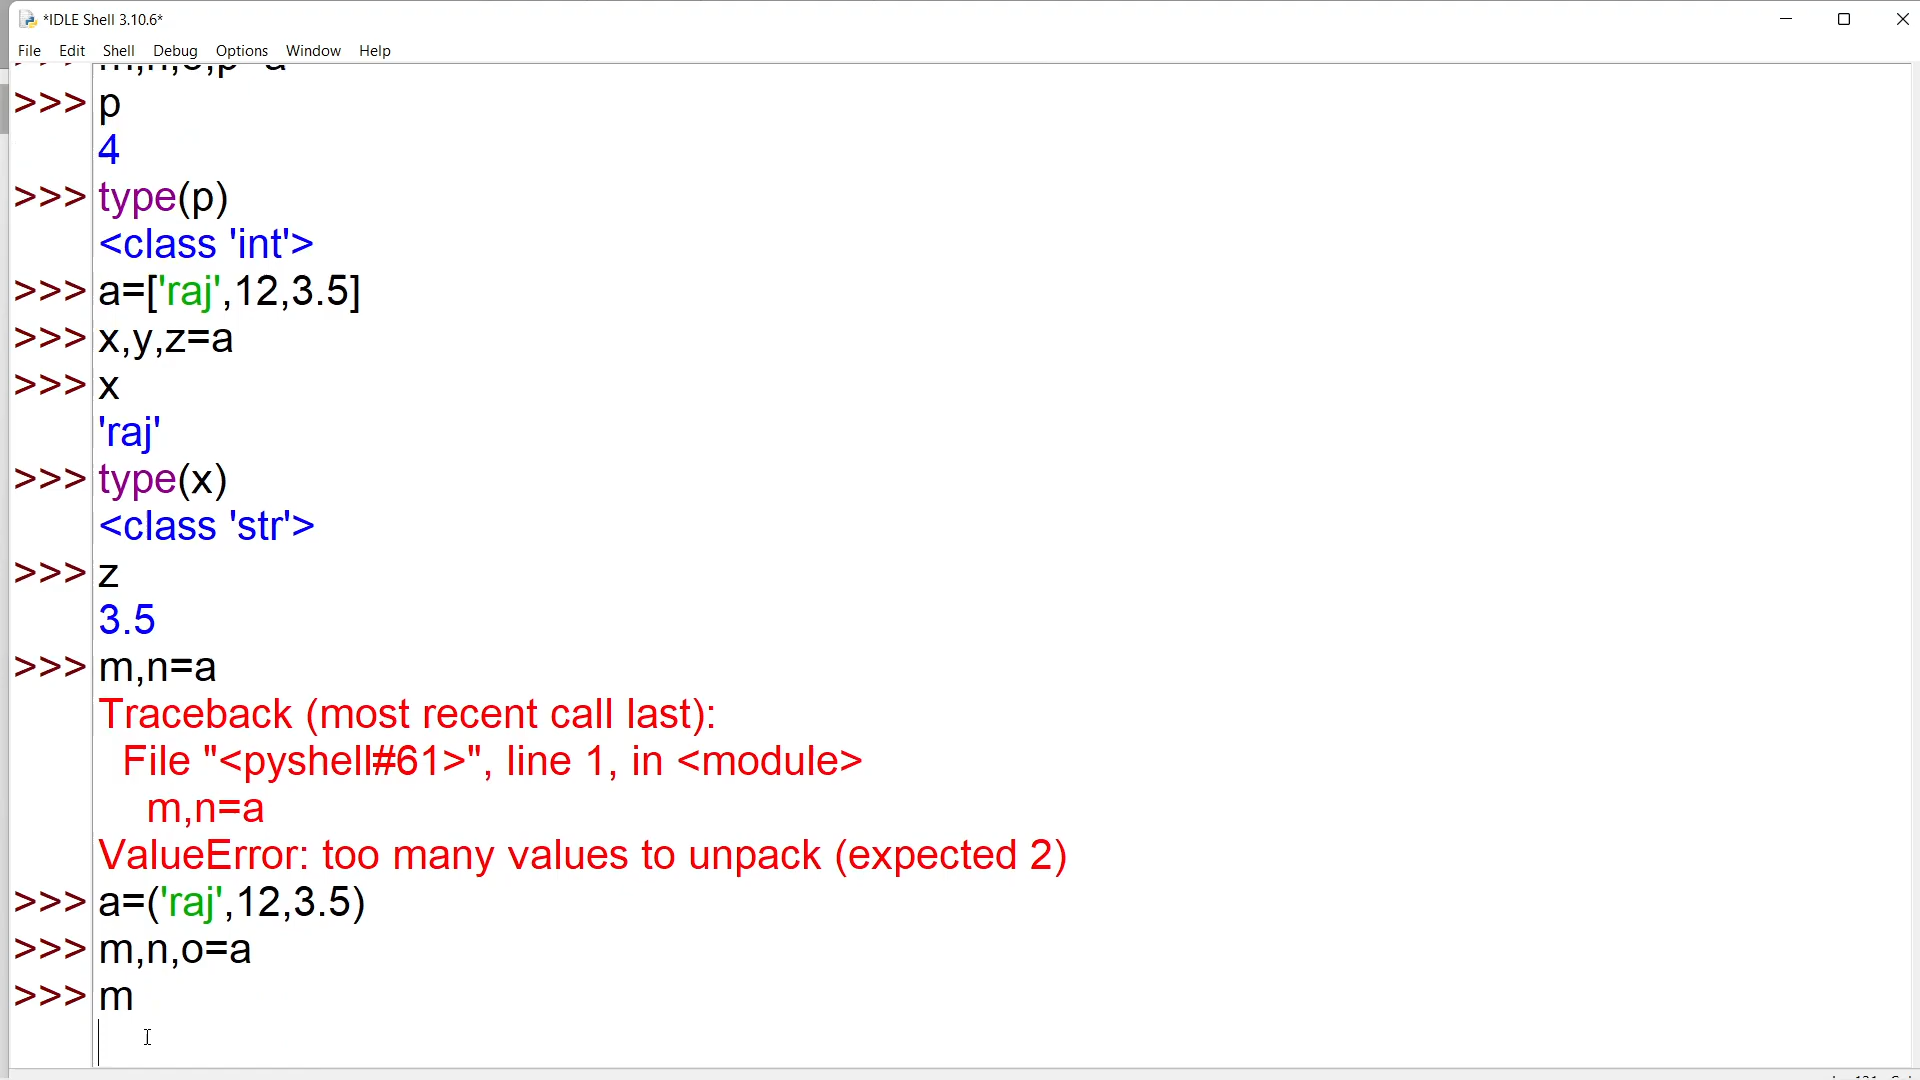 *IDLE Shell 3.10.6*
File Edit Shell Debug Options Window Help
>>> m,n,o,p=a
>>> p
4
>>> type(p)
<class 'int'>
>>> a=['raj',12,3.5]
>>> x,y,z=a
>>> x
'raj'
>>> type(x)
<class 'str'>
>>> z
3.5
>>> m,n=a
Traceback (most recent call last):
File "<pyshell#61>", line 1, in <module>
m,n=a
ValueError: too many values to unpack (expected 2)
>>> a=('raj',12,3.5)
>>> m,n,o=a
>>> m